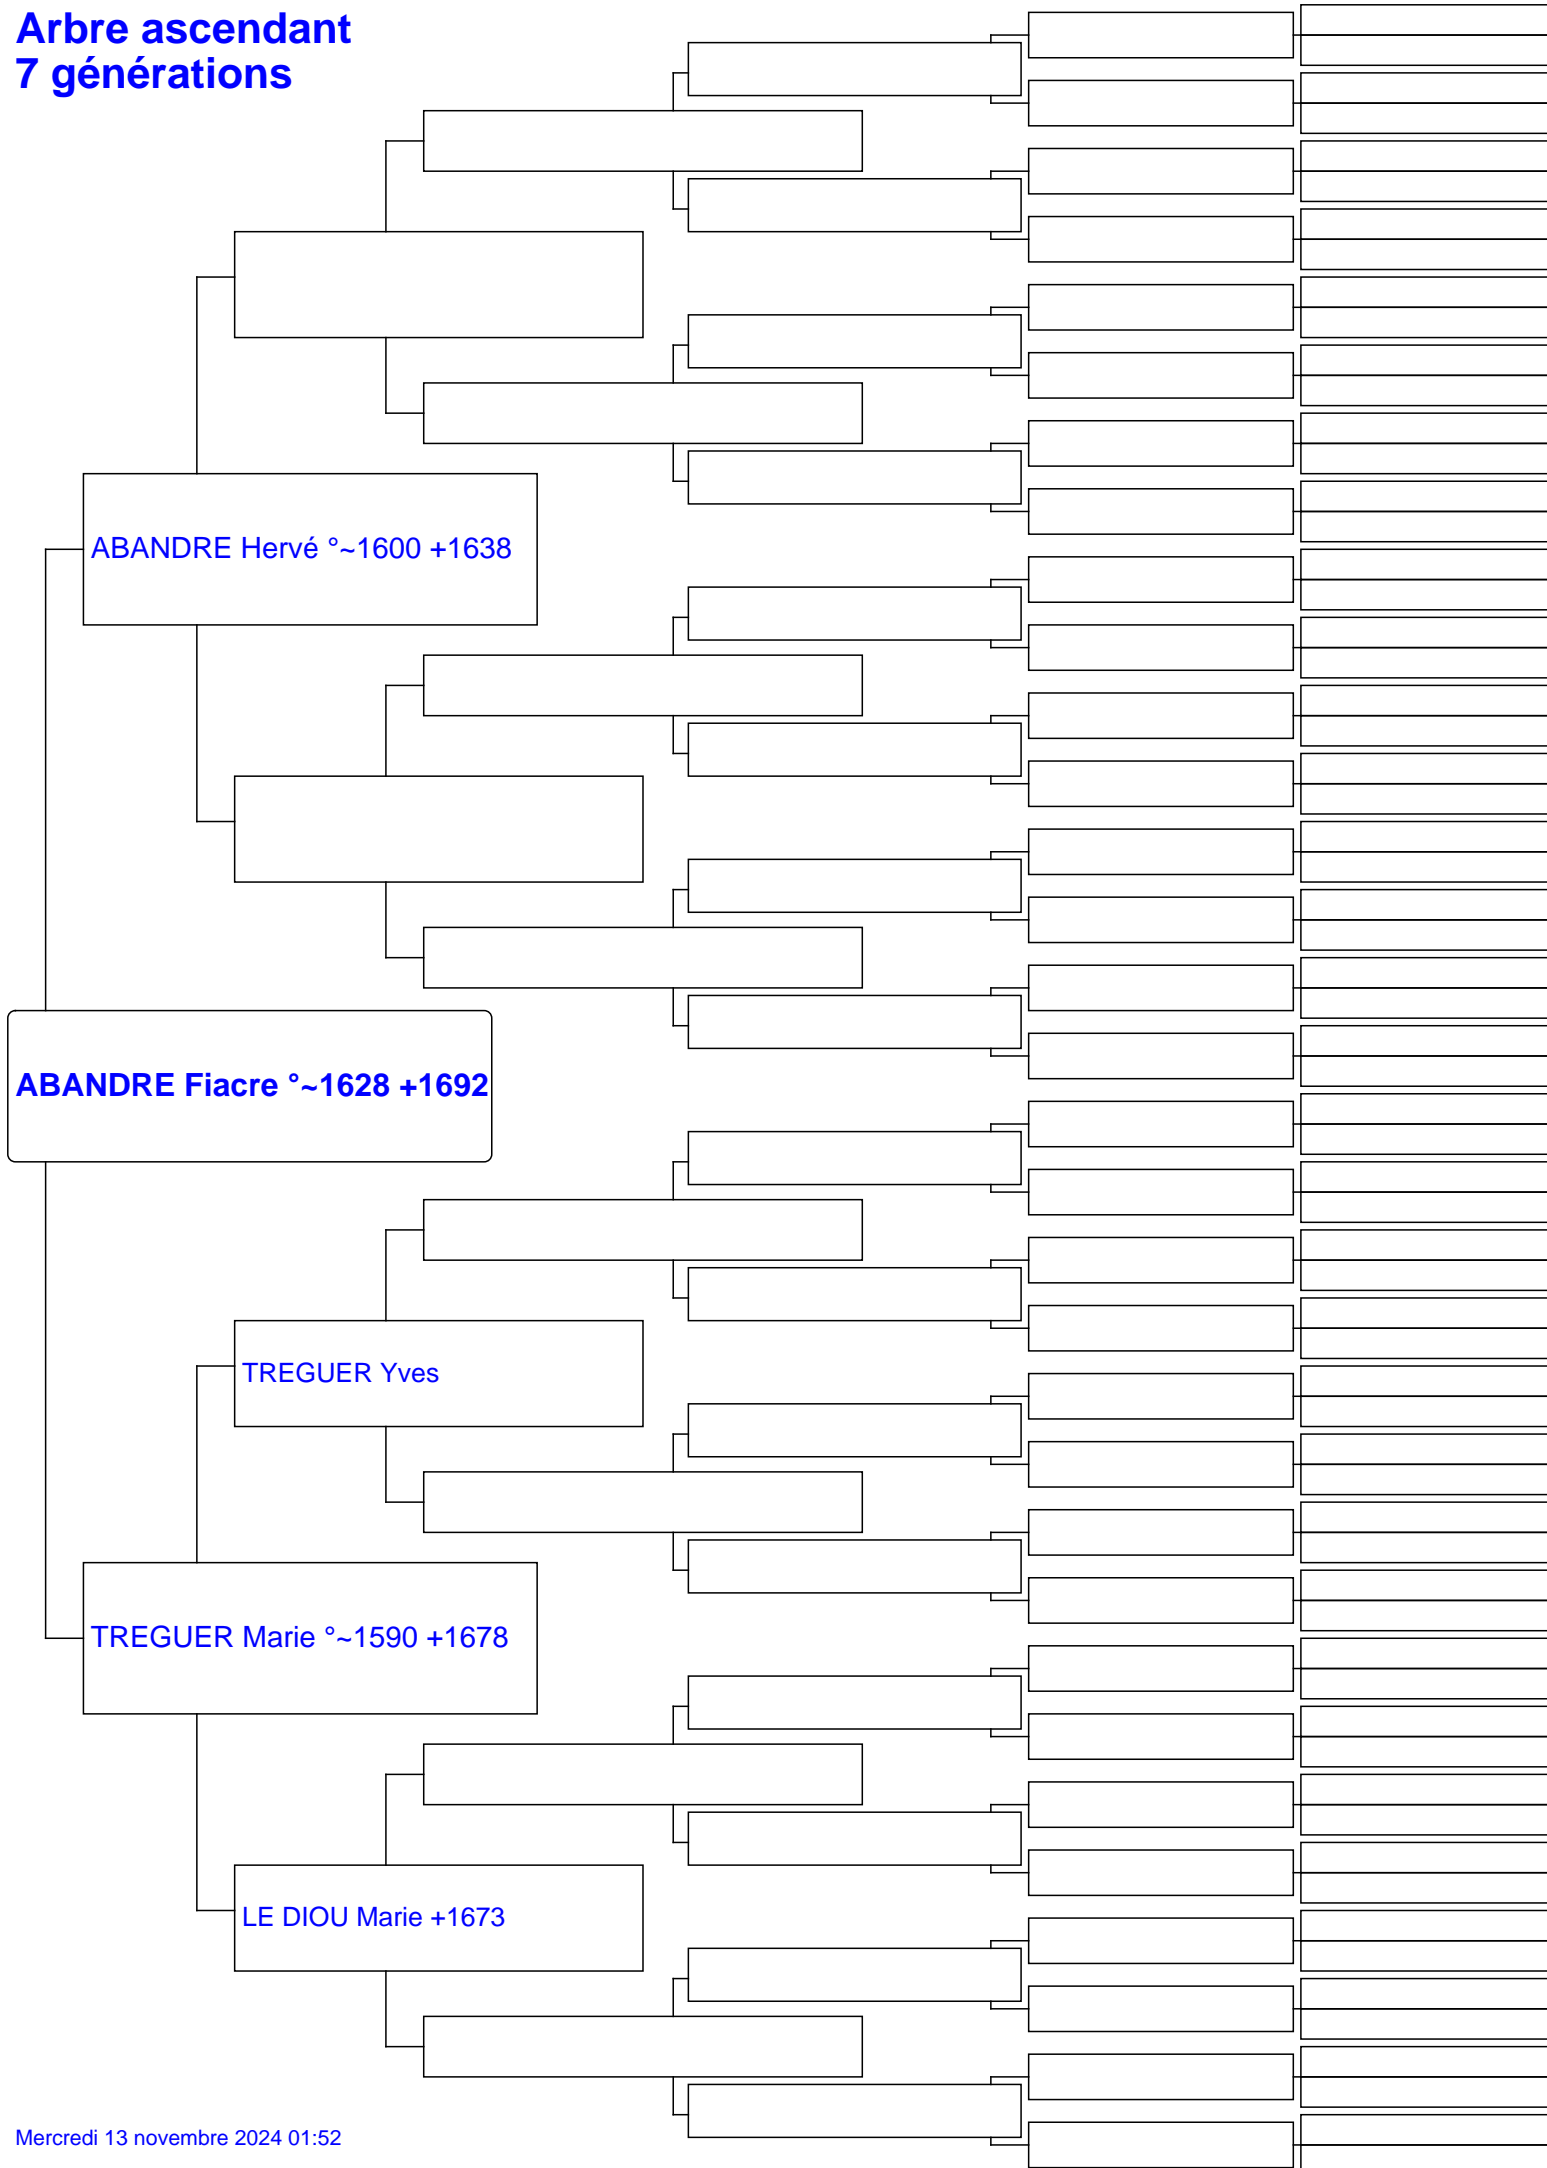 Arbre ascendant
7 générations
ABANDRE Hervé °~1600 +1638
ABANDRE Fiacre °~1628 +1692
TREGUER Yves
TREGUER Marie °~1590 +1678
LE DIOU Marie +1673
Mercredi 13 novembre 2024 01:52